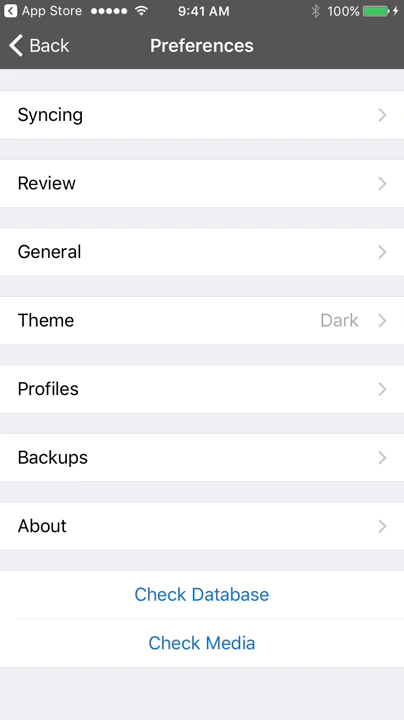 App Store 9:41 AM 100%
Back Preferences
Syncing
Review
General
Theme Dark
Profiles
Backups
About
Check Database
Check Media